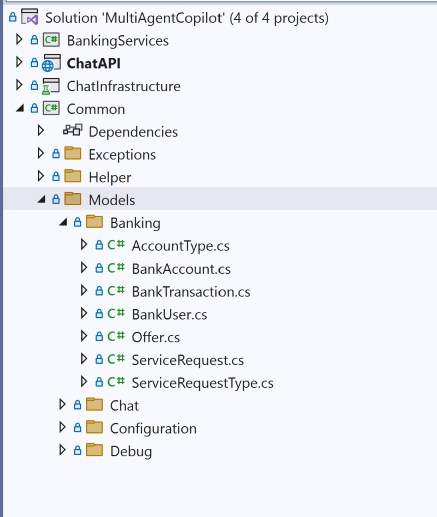 Solution 'MultiAgentCopilot' (4 of 4 projects)
C# BankingServices
ChatAPI
ChatInfrastructure
C# Common
Dependencies
Exceptions
Helper
Models
Banking
C# AccountType.cs
C# BankAccount.cs
C# BankTransaction.cs
C# BankUser.cs
C# Offer.cs
C# ServiceRequest.cs
C# ServiceRequestType.cs
Chat
Configuration
Debug